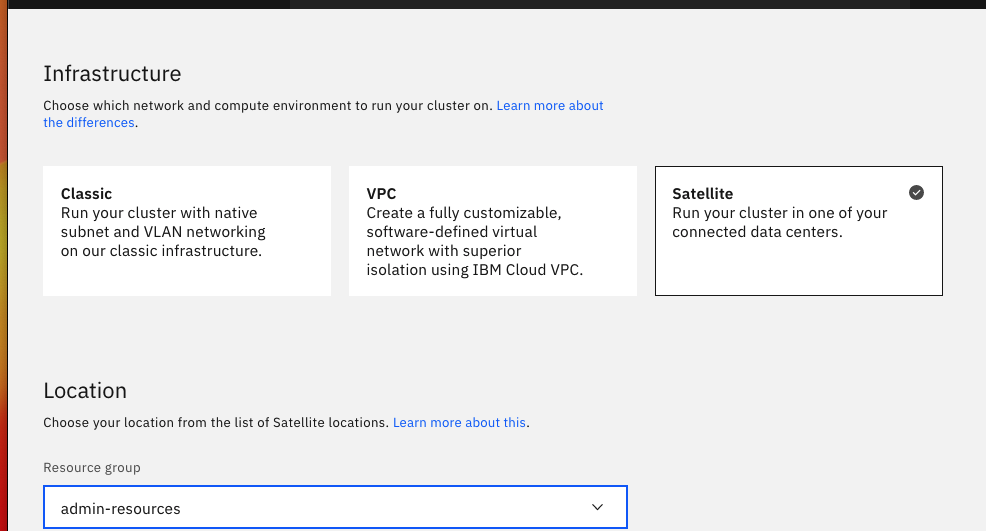 Infrastructure
Choose which network and compute environment to run your cluster on. Learn more about
the differences.
Classic
Run your cluster with native
subnet and VLAN networking
on our classic infrastructure.
VPC
Create a fully customizable,
software-defined virtual
network with superior
isolation using IBM Cloud VPC.
Satellite
Run your cluster in one of your
connected data centers.
Location
Choose your location from the list of Satellite locations. Learn more about this.
Resource group
admin-resources